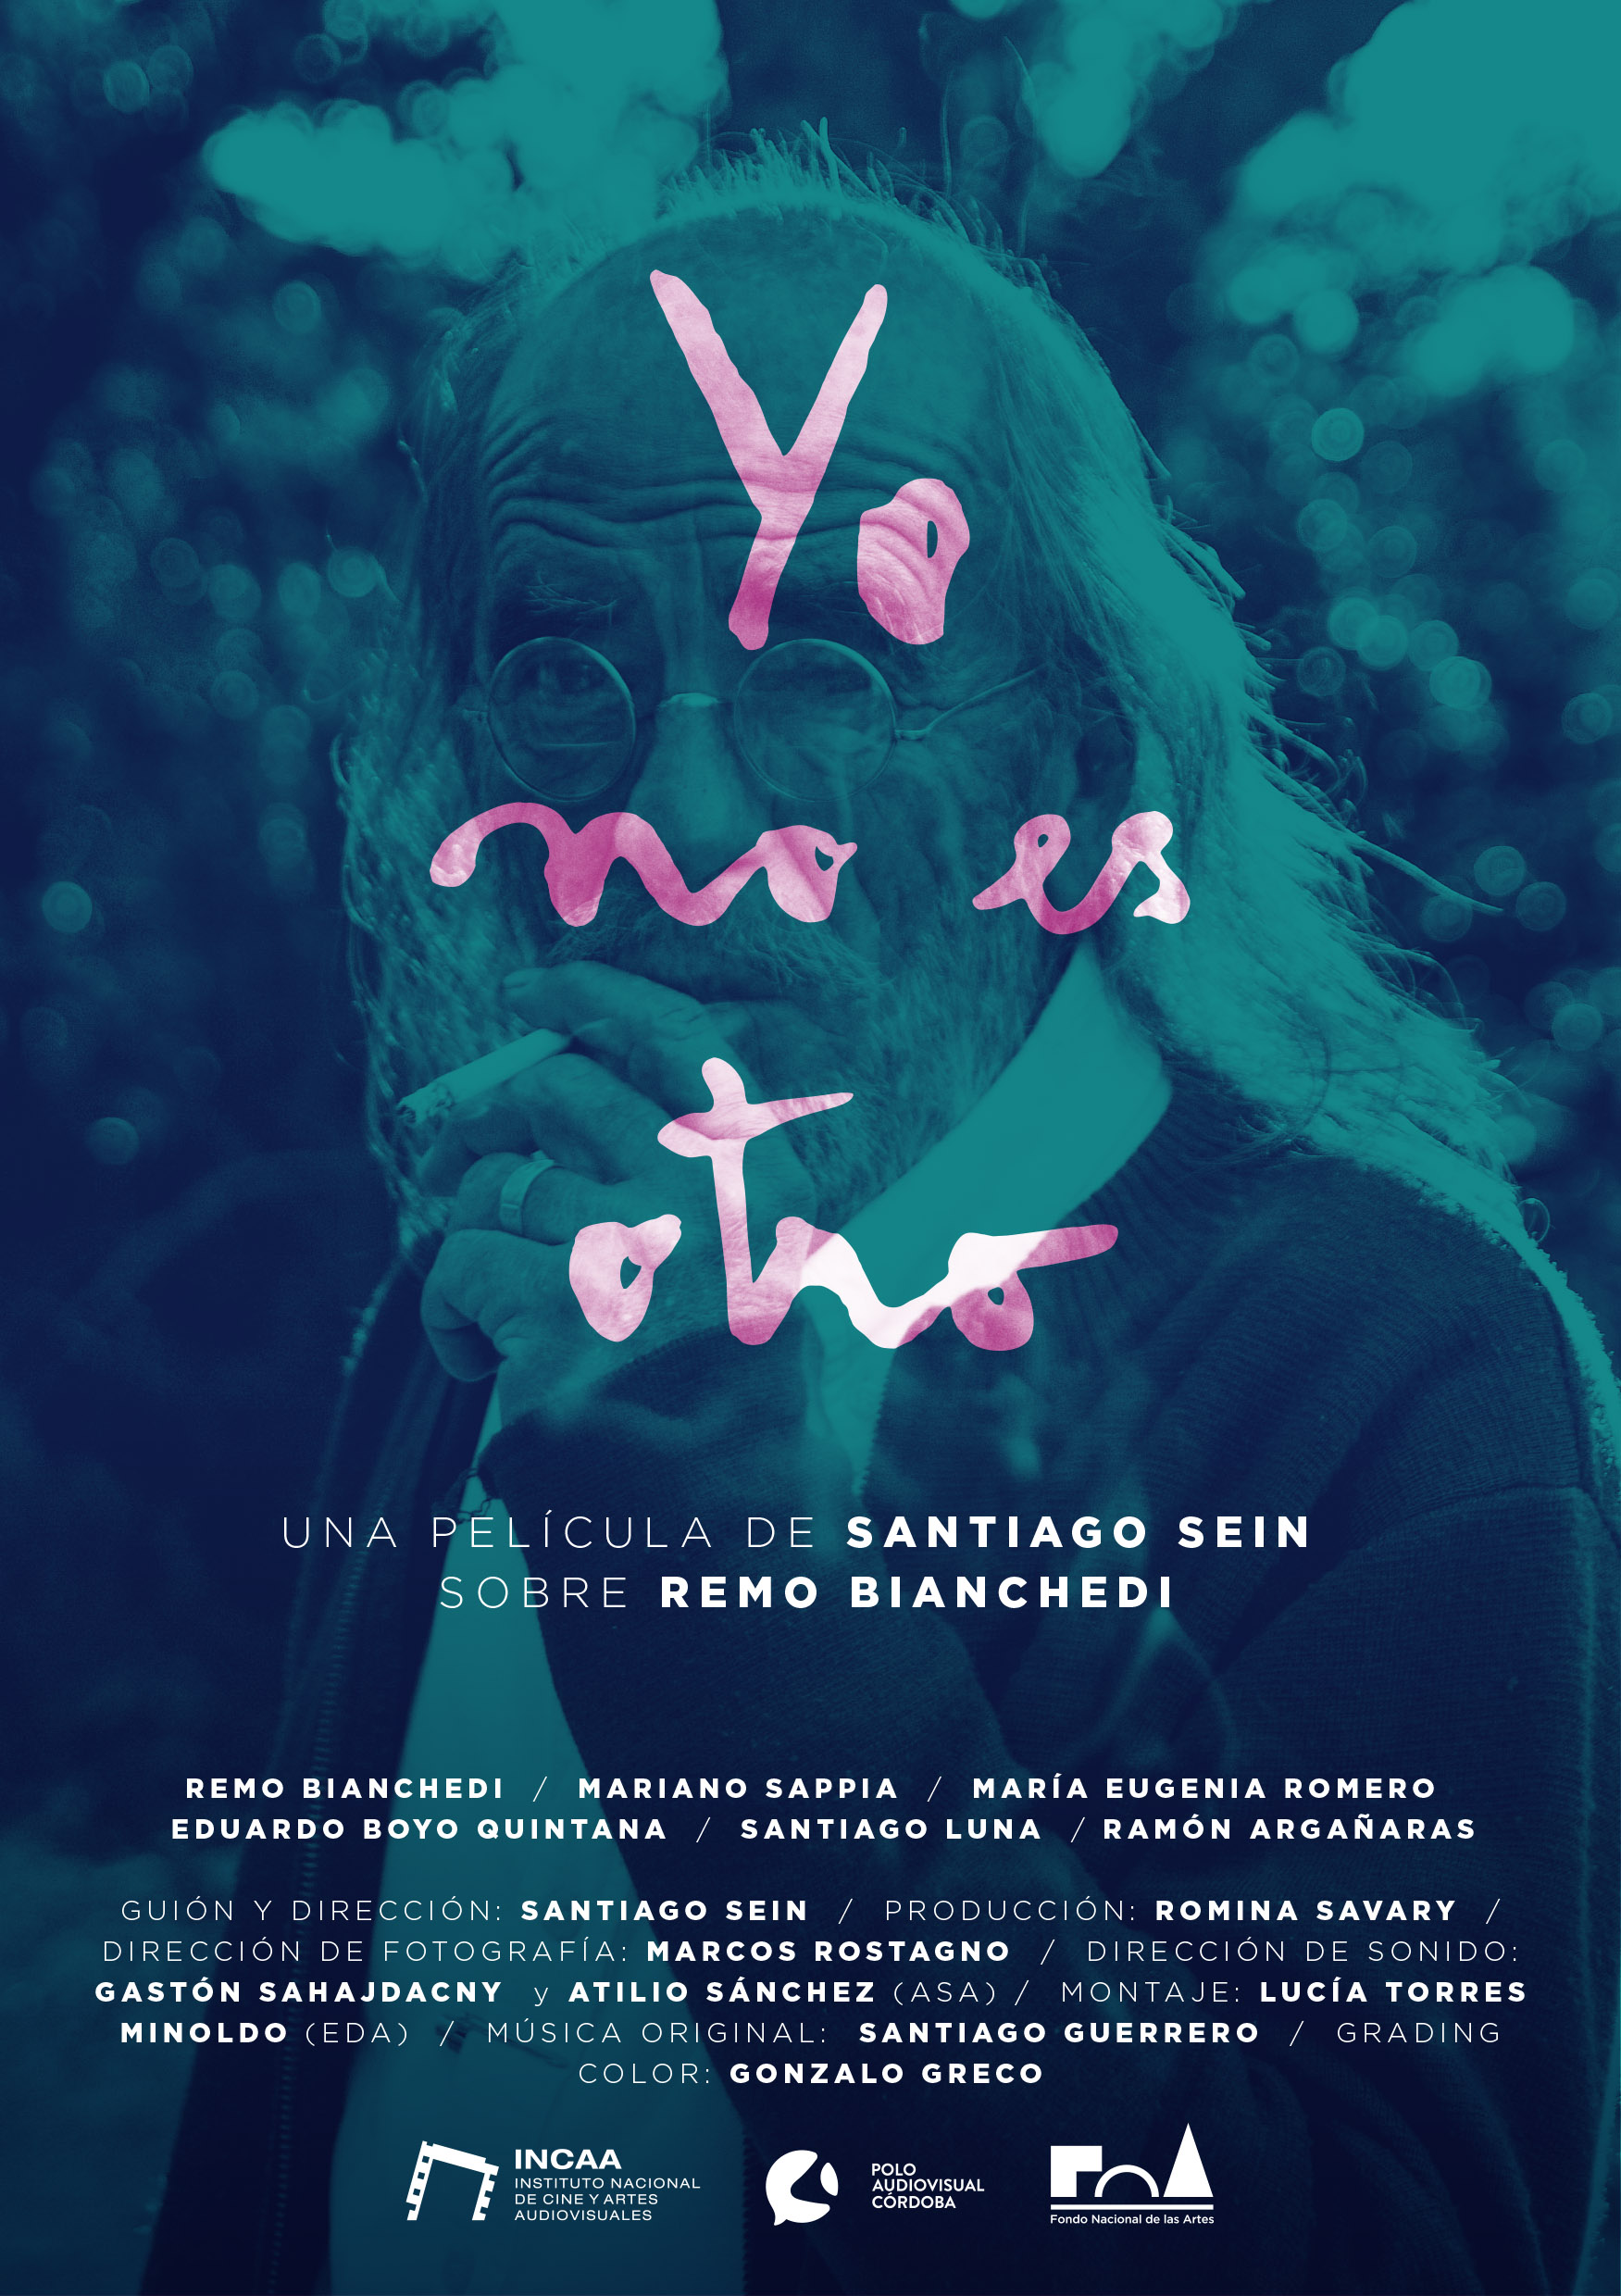 Yo
no es
otro
UNA PELÍCULA DE SANTIAGO SEIN
SOBRE REMO BIANCHEDI
REMO BIANCHEDI / MARIANO SAPPIA / MARÍA EUGENIA ROMERO
EDUARDO BOYO QUINTANA / SANTIAGO LUNA / RAMÓN ARGAÑARAS
GUIÓN Y DIRECCIÓN: SANTIAGO SEIN / PRODUCCIÓN: ROMINA SAVARY /
DIRECCIÓN DE FOTOGRAFÍA: MARCOS ROSTAGNO / DIRECCIÓN DE SONIDO:
GASTÓN SAHAJDACNY y ATILIO SÁNCHEZ (ASA) / MONTAJE: LUCÍA TORRES
MINOLDO (EDA) / MÚSICA ORIGINAL: SANTIAGO GUERRERO / GRADING
COLOR: GONZALO GRECO
INCAA
INSTITUTO NACIONAL
DE CINE Y ARTES
AUDIOVISUALES
POLO
AUDIOVISUAL
CÓRDOBA
FNA
Fondo Nacional de las Artes